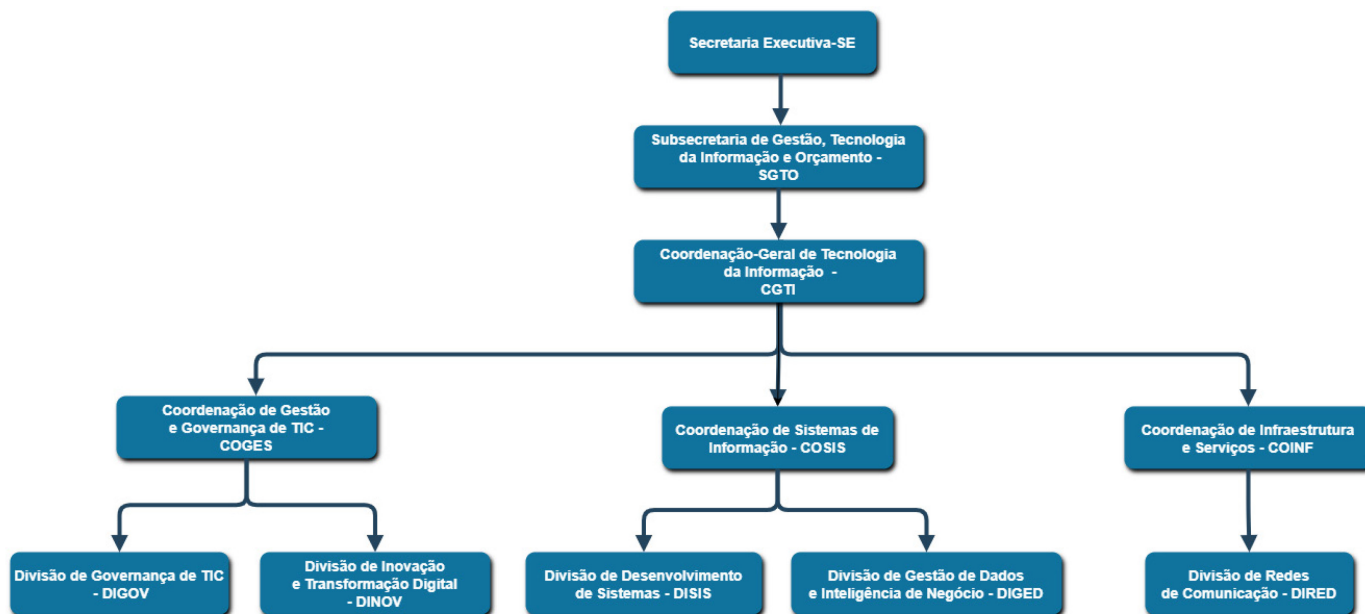 Secretaria Executiva-SE
Subsecretaria de Gestão, Tecnologia
da Informação e Orçamento -
SGTO
Coordenação-Geral de Tecnologia
da Informação -
CGTI
Coordenação de Gestão
e Governança de TIC -
COGES
Coordenação de Sistemas de
Informação - COSIS
Coordenação de Infraestrutura
e Serviços - COINF
Divisão de Governança de TIC
- DIGOV
Divisão de Inovação
e Transformação Digital
- DINOV
Divisão de Desenvolvimento
de Sistemas - DISIS
Divisão de Gestão de Dados
e Inteligência de Negócio - DIGED
Divisão de Redes
de Comunicação - DIRED